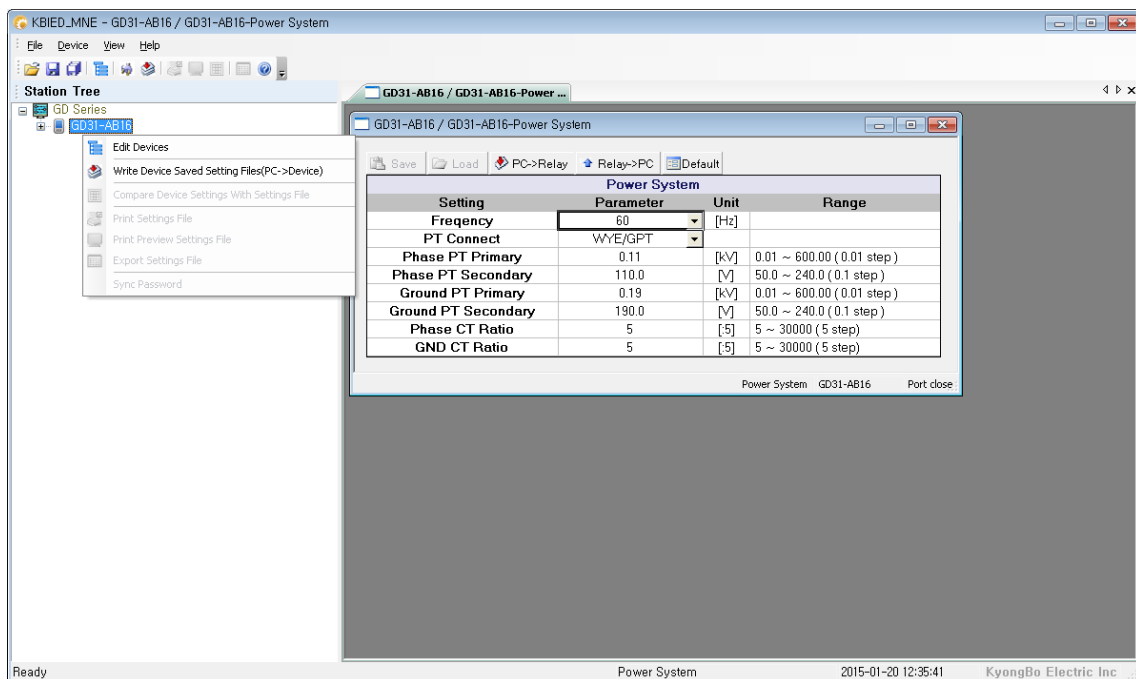 KBIED_MNE - GD31-AB16 / GD31-AB16-Power System
File Device View Help
Station Tree
GD Series
GD31-AB16
Edit Devices
Write Device Saved Setting Files(PC->Device)
Compare Device Settings With Settings File
Print Settings File
Print Preview Settings File
Export Settings File
Sync Password
GD31-AB16 / GD31-AB16-Power ...
GD31-AB16 / GD31-AB16-Power System
Save Load PC->Relay Relay->PC Default
Power System
Setting Parameter Unit Range
Freqency 60 [Hz]
PT Connect WYE/GPT
Phase PT Primary 0.11 [kV] 0.01 ~ 600.00 ( 0.01 step )
Phase PT Secondary 110.0 [V] 50.0 ~ 240.0 ( 0.1 step )
Ground PT Primary 0.19 [kV] 0.01 ~ 600.00 ( 0.01 step )
Ground PT Secondary 190.0 [V] 50.0 ~ 240.0 ( 0.1 step )
Phase CT Ratio 5 [:5] 5 ~ 30000 ( 5 step)
GND CT Ratio 5 [:5] 5 ~ 30000 ( 5 step)
Power System GD31-AB16 Port close
Ready Power System 2015-01-20 12:35:41 KyongBo Electric Inc